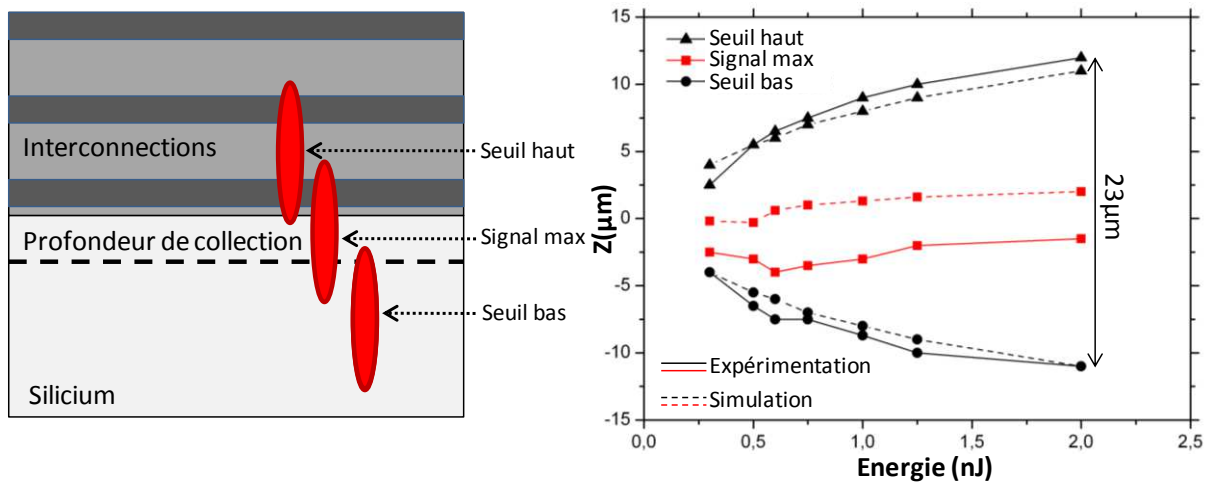 Interconnections
Profondeur de collection
Silicium
Seuil haut
Signal max
Seuil bas
Seuil haut
Signal max
Seuil bas
15
10
5
0
-5
-10
-15
Z(µm)
23µm
Expérimentation
Simulation
0,0 0,5 1,0 1,5 2,0 2,5
Energie (nJ)